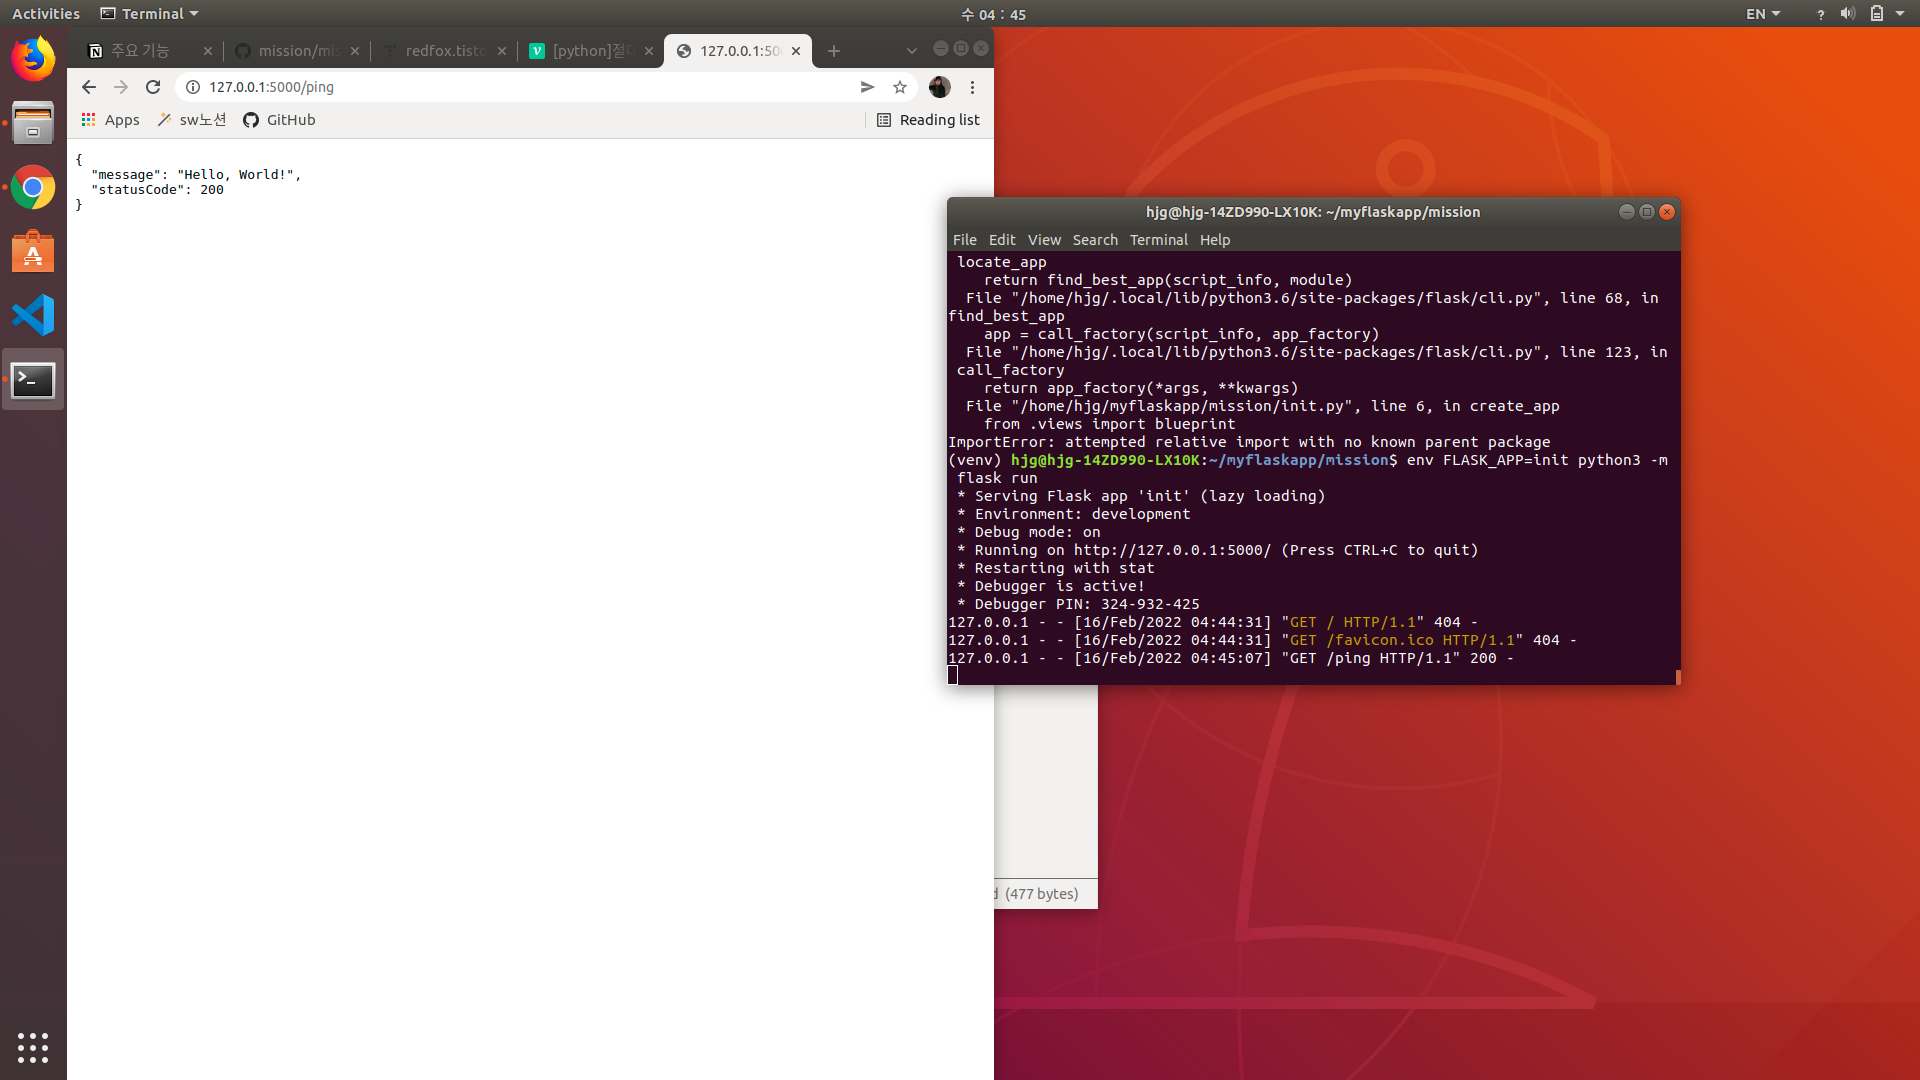 Activities
Terminal
수 04 : 45
EN
?
주요 기능
mission/mis
redfox.tisto
[python]절
127.0.0.1:500
127.0.0.1:5000/ping
Apps
sw노션
GitHub
Reading list
{
"message": "Hello, World!",
"statusCode": 200
}
hjg@hjg-14ZD990-LX10K: ~/myflaskapp/mission
File Edit View Search Terminal Help
locate_app
return find_best_app(script_info, module)
File "/home/hjg/.local/lib/python3.6/site-packages/flask/cli.py", line 68, in
find_best_app
app = call_factory(script_info, app_factory)
File "/home/hjg/.local/lib/python3.6/site-packages/flask/cli.py", line 123, in
call_factory
return app_factory(*args, **kwargs)
File "/home/hjg/myflaskapp/mission/init.py", line 6, in create_app
from .views import blueprint
ImportError: attempted relative import with no known parent package
(venv) hjg@hjg-14ZD990-LX10K:~/myflaskapp/mission$ env FLASK_APP=init python3 -m
flask run
* Serving Flask app 'init' (lazy loading)
* Environment: development
* Debug mode: on
* Running on http://127.0.0.1:5000/ (Press CTRL+C to quit)
* Restarting with stat
* Debugger is active!
* Debugger PIN: 324-932-425
127.0.0.1 - - [16/Feb/2022 04:44:31] "GET / HTTP/1.1" 404 -
127.0.0.1 - - [16/Feb/2022 04:44:31] "GET /favicon.ico HTTP/1.1" 404 -
127.0.0.1 - - [16/Feb/2022 04:45:07] "GET /ping HTTP/1.1" 200 -
d (477 bytes)